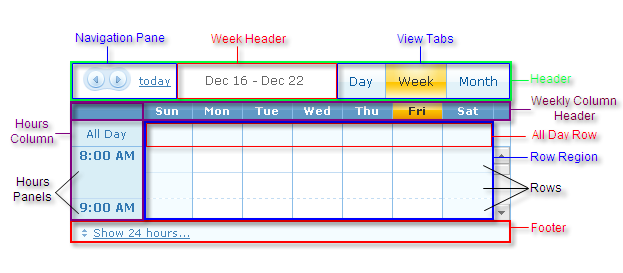 Navigation Pane
Week Header
View Tabs
today
Dec 16 - Dec 22
Day
Week
Month
Header
Sun
Mon
Tue
Wed
Thu
Fri
Sat
Weekly Column
Header
Hours
Column
All Day
All Day Row
8:00 AM
Row Region
Hours
Panels
Rows
9:00 AM
Show 24 hours...
Footer